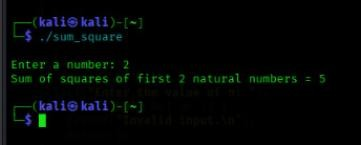 ┌──(kali㉿kali)-[~]
└─$ ./sum_square
Enter a number: 2
Sum of squares of first 2 natural numbers = 5
┌──(kali㉿kali)-[~]
└─$